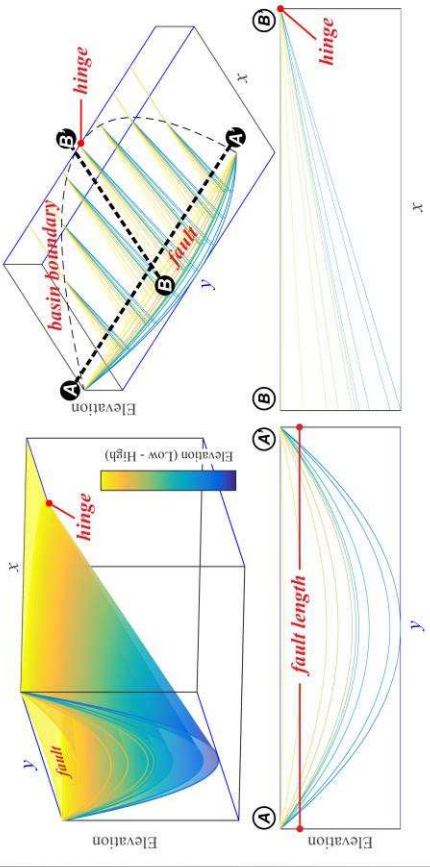 y
x
fault
hinge
Elevation
Elevation (Low - High)
basin boundary
A
B'
hinge
B
fault
A'
Elevation
y
x
A
A'
fault length
Elevation
y
B
B'
hinge
x